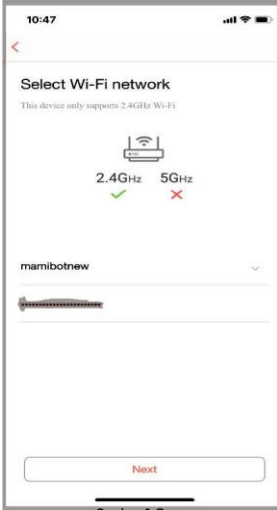 10:47
Select Wi-Fi network
This device only supports 2.4GHz Wi-Fi
2.4GHz 5GHz
mamibotnew
Next